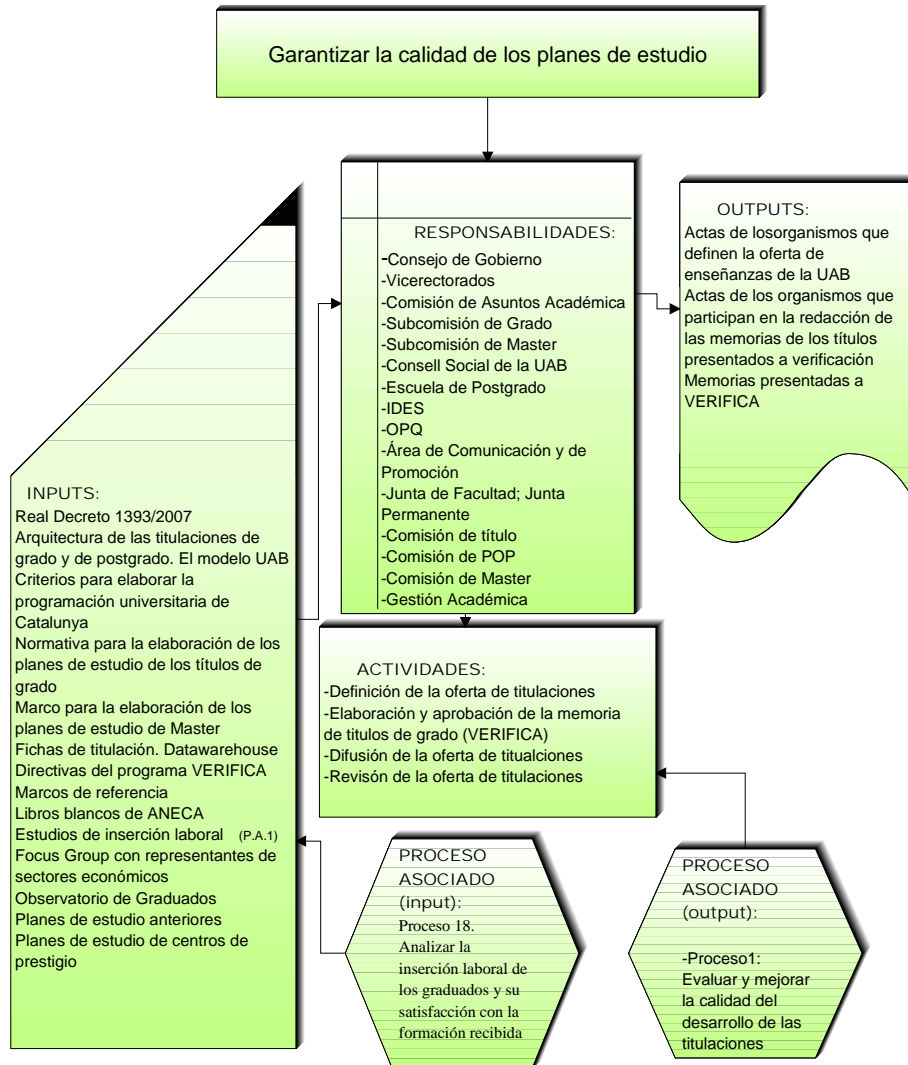 Garantizar la calidad de los planes de estudio
RESPONSABILIDADES:
-Consejo de Gobierno
-Vicerectorados
-Comisión de Asuntos Académica
-Subcomisión de Grado
-Subcomisión de Master
-Consell Social de la UAB
-Escuela de Postgrado
-IDES
-OPQ
-Área de Comunicación y de
Promoción
-Junta de Facultad; Junta
Permanente
-Comisión de título
-Comisión de POP
-Comisión de Master
-Gestión Académica
OUTPUTS:
Actas de losorganismos que
definen la oferta de
enseñanzas de la UAB
Actas de los organismos que
participan en la redacción de
las memorias de los títulos
presentados a verificación
Memorias presentadas a
VERIFICA
INPUTS:
Real Decreto 1393/2007
Arquitectura de las titulaciones de
grado y de postgrado. El modelo UAB
Criterios para elaborar la
programación universitaria de
Catalunya
Normativa para la elaboración de los
planes de estudio de los títulos de
grado
Marco para la elaboración de los
planes de estudio de Master
Fichas de titulación. Datawarehouse
Directivas del programa VERIFICA
Marcos de referencia
Libros blancos de ANECA
Estudios de inserción laboral (P.A.1)
Focus Group con representantes de
sectores económicos
Observatorio de Graduados
Planes de estudio anteriores
Planes de estudio de centros de
prestigio
ACTIVIDADES:
-Definición de la oferta de titulaciones
-Elaboración y aprobación de la memoria
de titulos de grado (VERIFICA)
-Difusión de la oferta de titualciones
-Revisón de la oferta de titulaciones
PROCESO
ASOCIADO
(input):
Proceso 18.
Analizar la
inserción laboral de
los graduados y su
satisfacción con la
formación recibida
PROCESO
ASOCIADO
(output):
-Proceso1:
Evaluar y mejorar
la calidad del
desarrollo de las
titulaciones